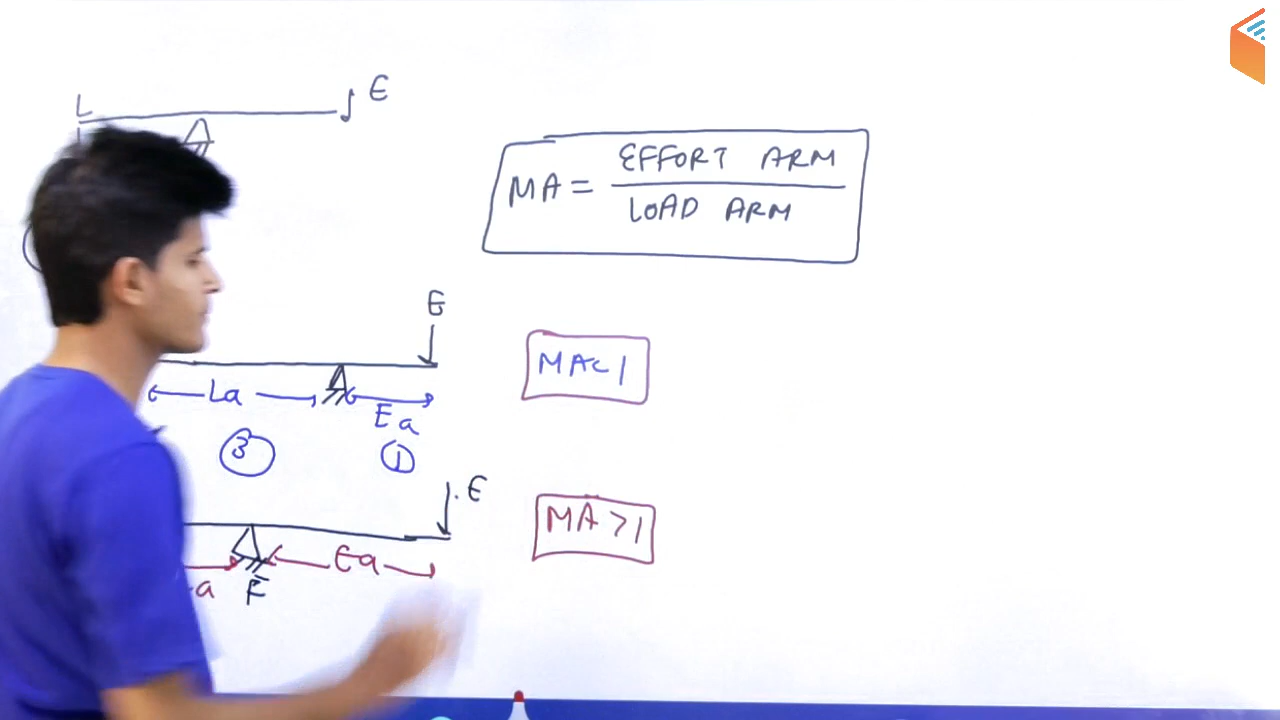 L
E
MA = EFFORT ARM
LOAD ARM
E
La
Ea
MA < 1
3
1
E
MA > 1
Ea
a
F